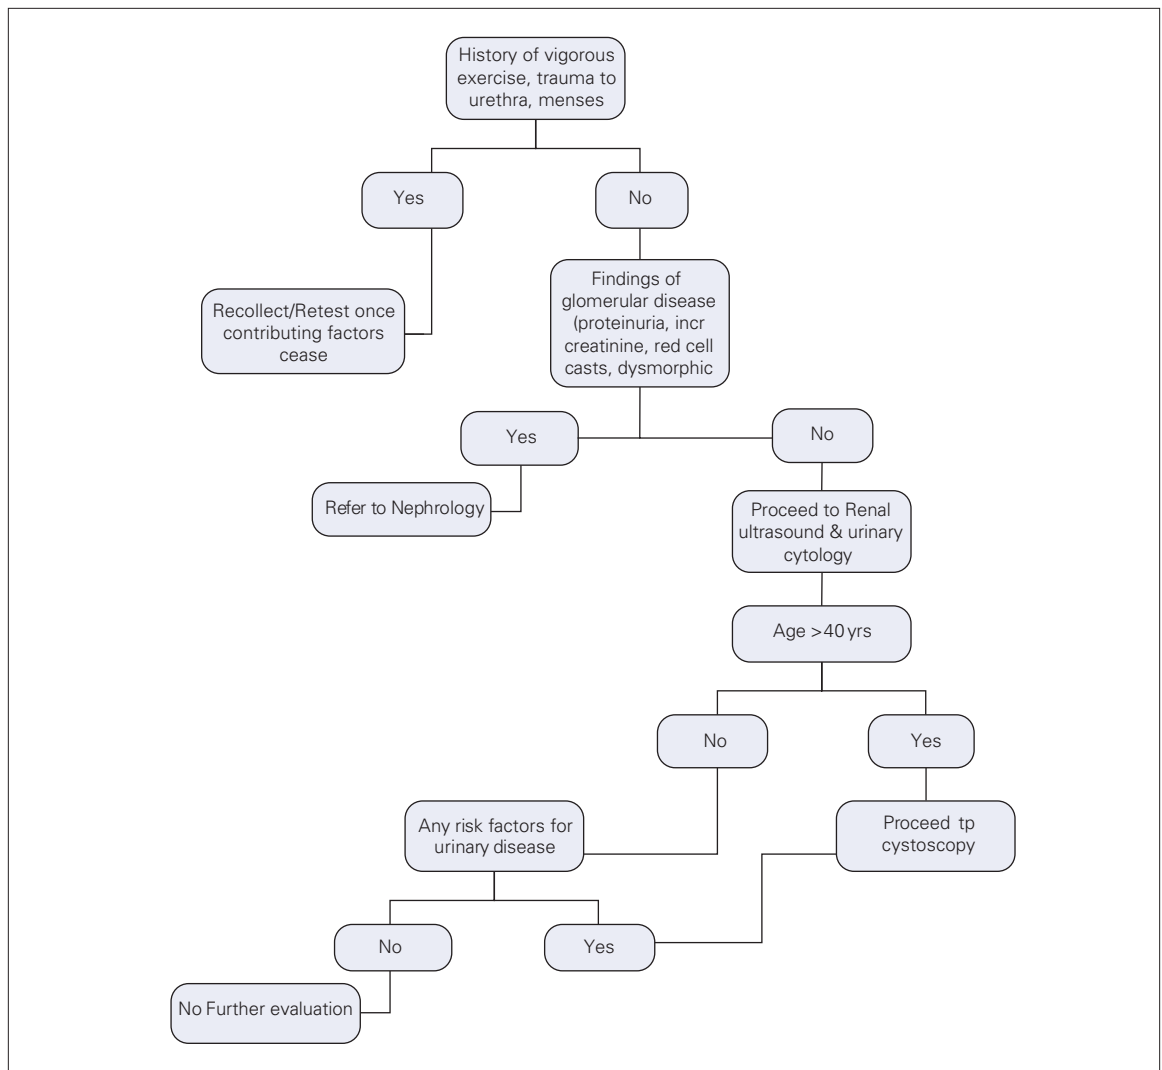 History of vigorous
exercise, trauma to
urethra, menses
Yes
No
Recollect/Retest once
contributing factors
cease
Findings of
glomerular disease
(proteinuria, incr
creatinine, red cell
casts, dysmorphic
Yes
No
Refer to Nephrology
Proceed to Renal
ultrasound & urinary
cytology
Age >40 yrs
No
Yes
Any risk factors for
urinary disease
Proceed tp
cystoscopy
No
Yes
No Further evaluation